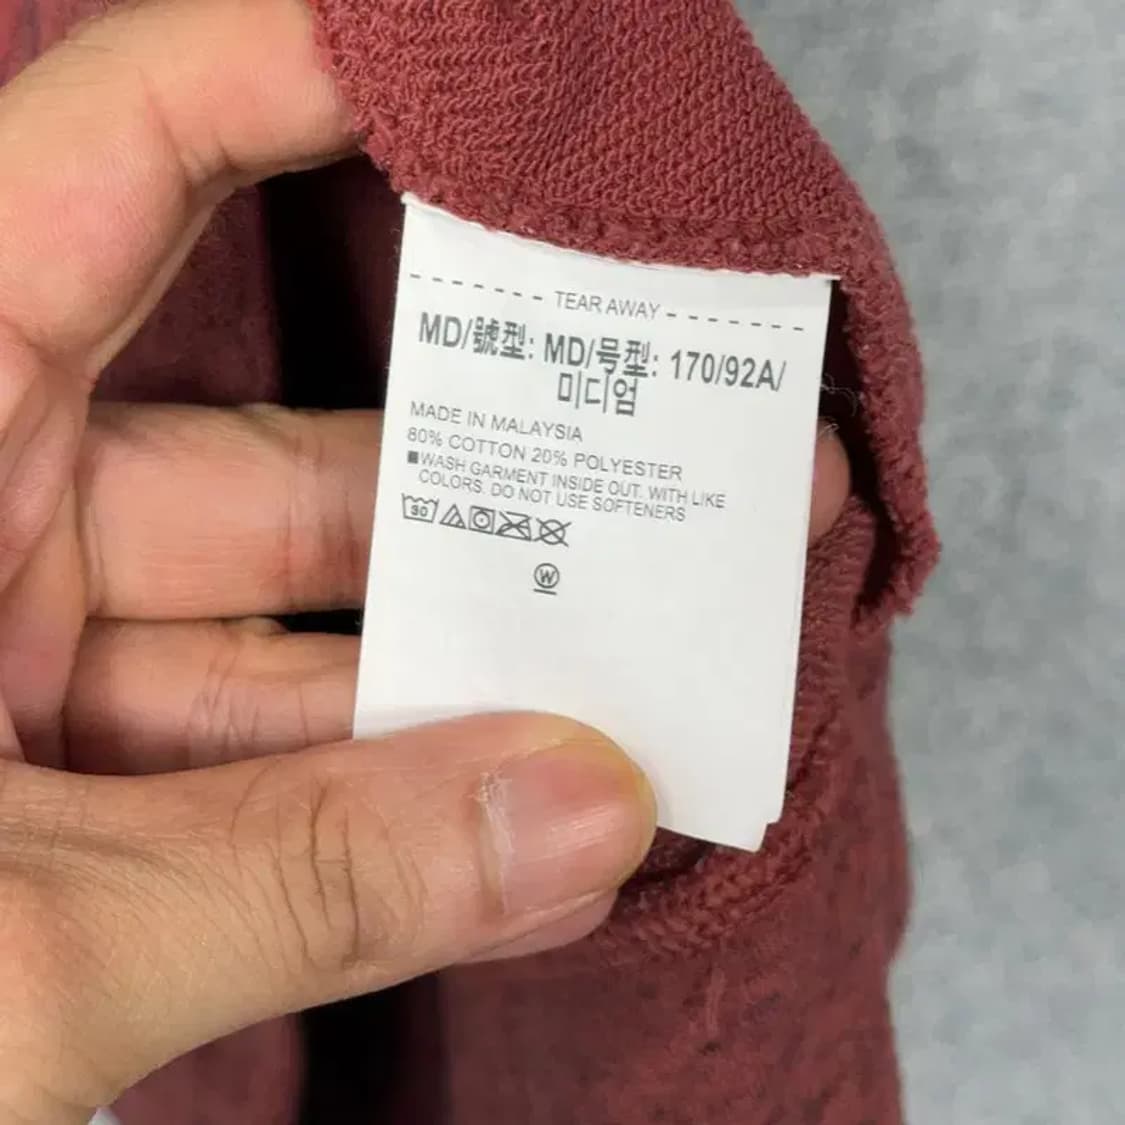 TEAR AWAY
MD/號型: MD/号型: 170/92A/
미디엄
MADE IN MALAYSIA
80% COTTON 20% POLYESTER
■WASH GARMENT INSIDE OUT. WITH LIKE
COLORS. DO NOT USE SOFTENERS
30
W